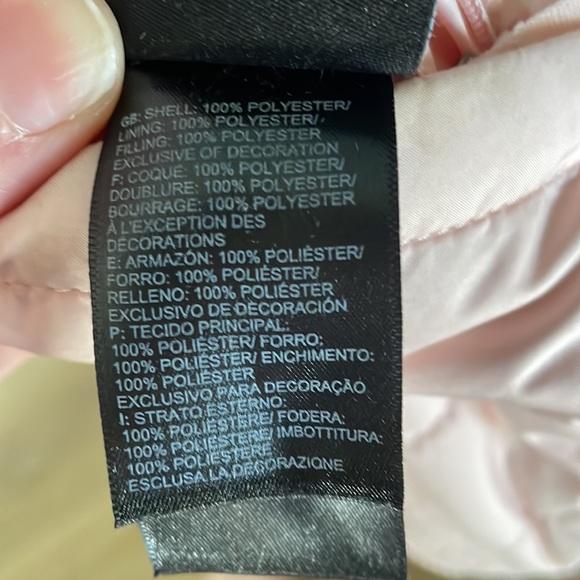 GB: SHELL: 100% POLYESTER/
LINING: 100% POLYESTER/
FILLING: 100% POLYESTER
EXCLUSIVE OF DECORATION
F: COQUE: 100% POLYESTER/
DOUBLURE: 100% POLYESTER/
BOURRAGE: 100% POLYESTER
À L'EXCEPTION DES
DÉCORATIONS
E: ARMAZÓN: 100% POLIÉSTER/
FORRO: 100% POLIÉSTER/
RELLENO: 100% POLIÉSTER
EXCLUSIVO DE DECORACIÓN
P: TECIDO PRINCIPAL:
100% POLIÉSTER/ FORRO:
100% POLIÉSTER/ ENCHIMENTO:
100% POLIÉSTER
EXCLUSIVO PARA DECORAÇÃO
I: STRATO ESTERNO:
100% POLIESTERE/ FODERA:
100% POLIESTERE/ IMBOTTITURA:
100% POLIESTERE
ESCLUSA LA DECORAZIONE